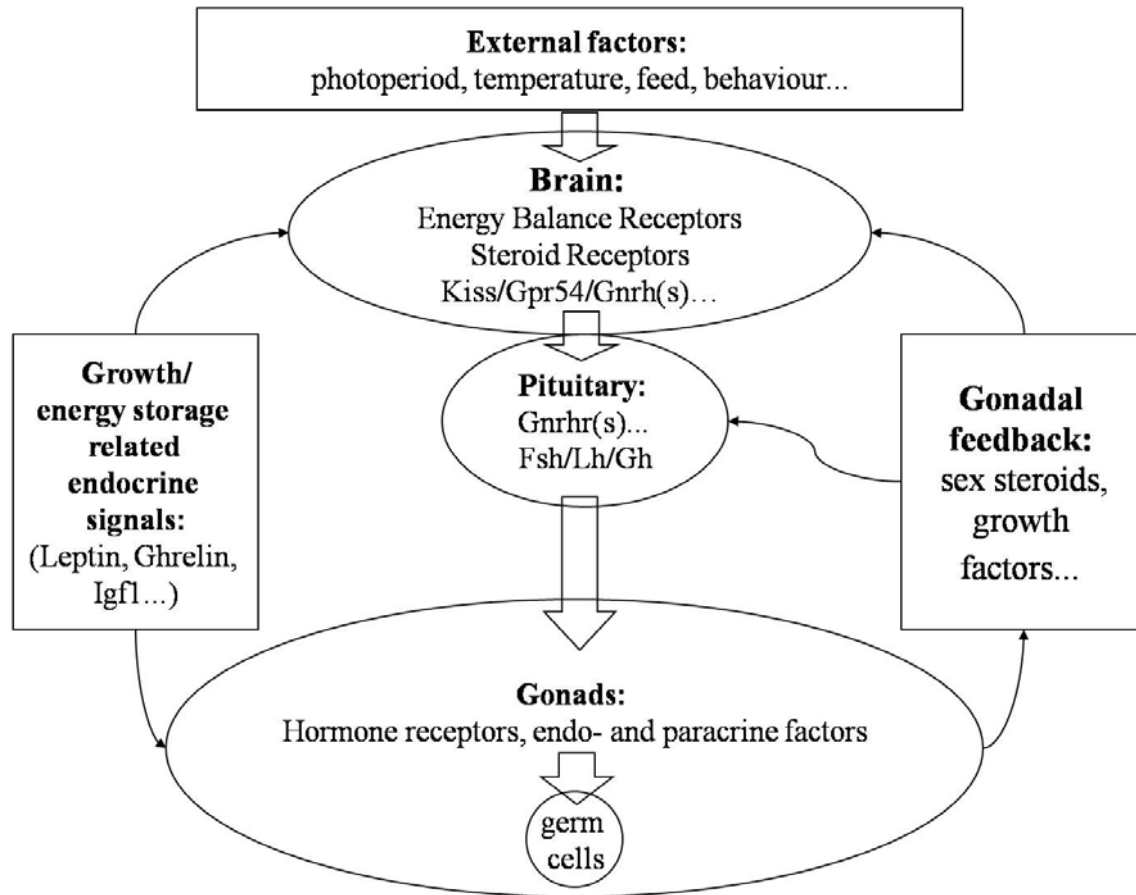 External factors:
photoperiod, temperature, feed, behaviour...
Brain:
Energy Balance Receptors
Steroid Receptors
Kiss/Gpr54/Gnrh(s)...
Growth/
energy storage
related
endocrine
signals:
(Leptin, Ghrelin,
Igf1...)
Pituitary:
Gnrhr(s)...
Fsh/Lh/Gh
Gonadal
feedback:
sex steroids,
growth
factors...
Gonads:
Hormone receptors, endo- and paracrine factors
germ
cells